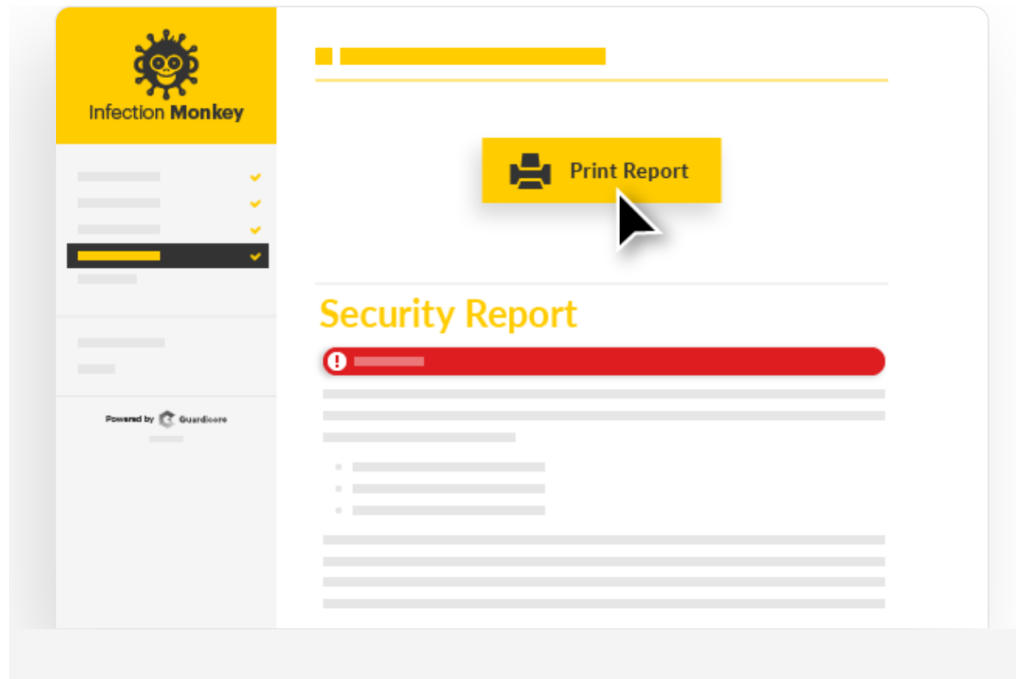 Infection Monkey
Print Report
Security Report
Powered by Guardicore